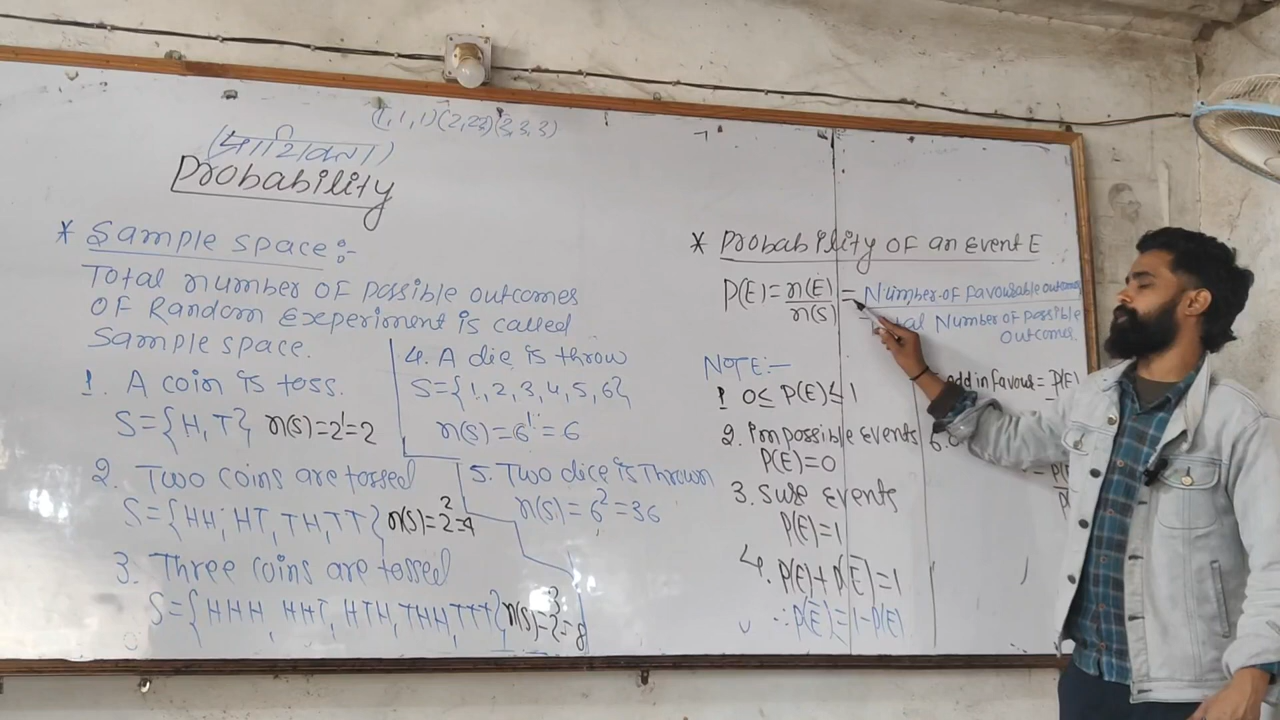 (1,1,1)(2,2,2)(3,3,3)
(प्रायिकता)
Probability
* Sample space:-
Total number of possible outcomes
of Random Experiment is called
Sample space.
1. A coin is toss.
S={H,T} n(S)=2¹=2
2. Two coins are tossed
S={HH, HT, TH, TT} n(S)=2²=4
3. Three coins are tossed
S={HHH, HHT, HTH, THH, TTT} n(S)=2³=8
4. A die is throw
S={1,2,3,4,5,6}
n(S)=6¹=6
5. Two dice is Thrown
n(S)=6²=36
* Probability of an Event E
P(E)=n(E)/n(S)=Number of favourable outcomes
Number of possible
outcomes.
NOTE:-
1 0≤P(E)≤1
2. Impossible events
P(E)=0
3. Sure events
P(E)=1
4. P(E)+P(E̅)=1
∴P(E̅)=1-P(E)
odd in favour=P(E)
6.